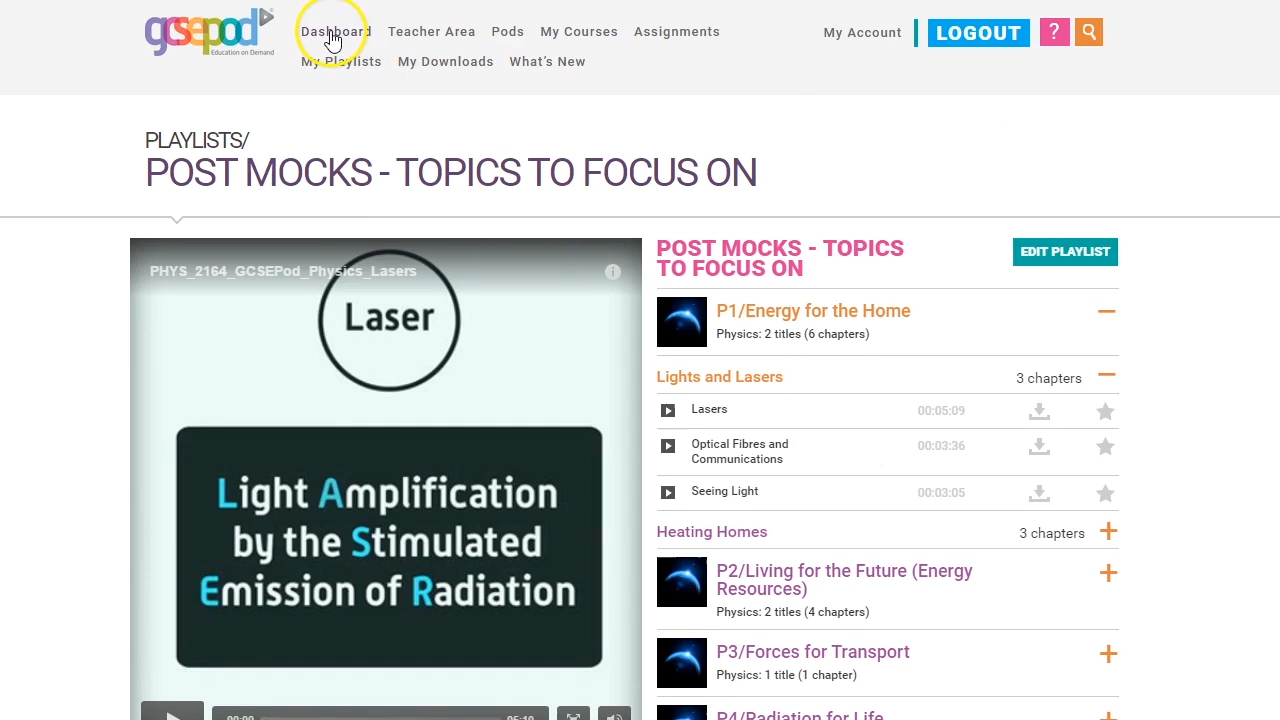 gcsepod
Education on Demand
Dashboard Teacher Area Pods My Courses Assignments
My Playlists My Downloads What's New
My Account LOGOUT ?
PLAYLISTS/
POST MOCKS - TOPICS TO FOCUS ON
PHYS_2164_GCSEPod_Physics_Lasers
Laser
Light Amplification
by the Stimulated
Emission of Radiation
00:00 05:10
POST MOCKS - TOPICS
TO FOCUS ON
EDIT PLAYLIST
P1/Energy for the Home
Physics: 2 titles (6 chapters)
Lights and Lasers 3 chapters
Lasers 00:05:09
Optical Fibres and
Communications 00:03:36
Seeing Light 00:03:05
Heating Homes 3 chapters
P2/Living for the Future (Energy
Resources)
Physics: 2 titles (4 chapters)
P3/Forces for Transport
Physics: 1 title (1 chapter)
P4/Radiation for Life